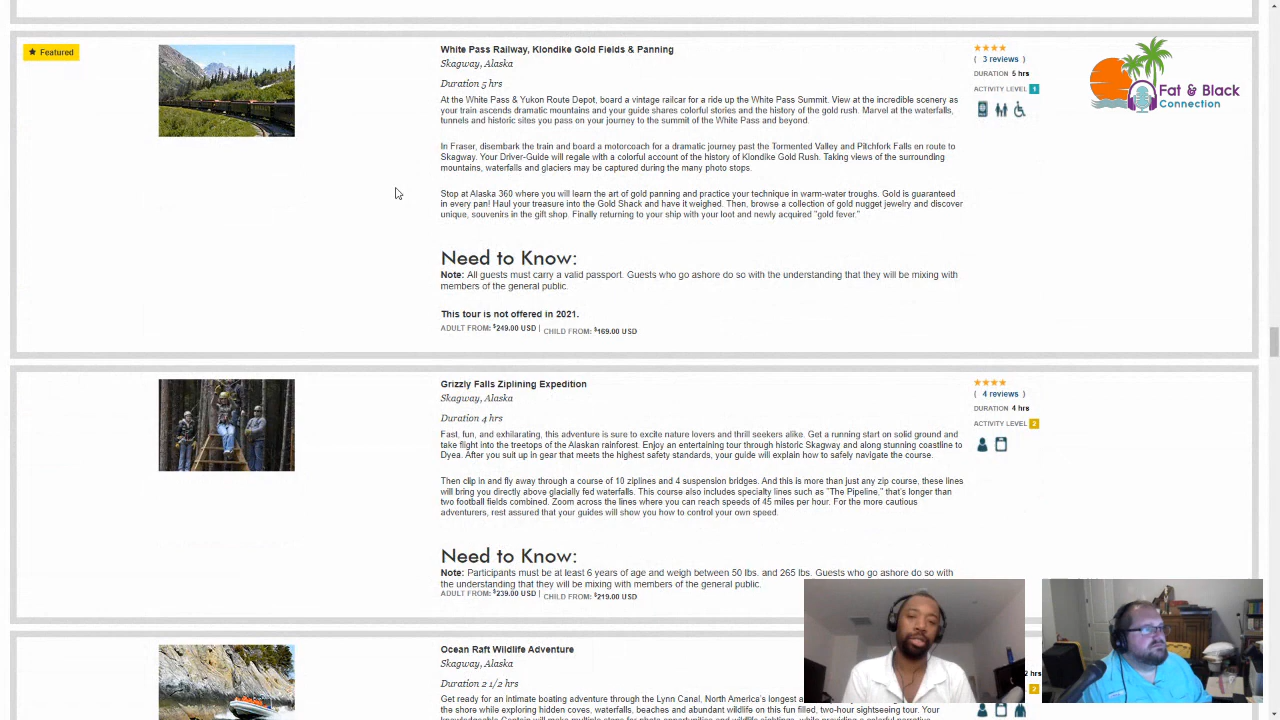 Featured
White Pass Railway, Klondike Gold Fields & Panning
Skagway, Alaska
Duration 5 hrs
At the White Pass & Yukon Route Depot, board a vintage railcar for a ride up the White Pass Summit. View at the incredible scenery as
your train ascends dramatic mountains and your guide shares colorful stories and the history of the gold rush. Marvel at the waterfalls,
tunnels and historic sites you pass on your journey to the summit of the White Pass and beyond.
In Fraser, disembark the train and board a motorcoach for a dramatic journey past the Tormented Valley and Pitchfork Falls en route to
Skagway. Your Driver-Guide will regale with a colorful account of the history of Klondike Gold Rush. Taking views of the surrounding
mountains, waterfalls and glaciers may be captured during the many photo stops.
Stop at Alaska 360 where you will learn the art of gold panning and practice your technique in warm-water troughs. Gold is guaranteed
in every pan! Haul your treasure into the Gold Shack and have it weighed. Then, browse a collection of gold nugget jewelry and discover
unique, souvenirs in the gift shop. Finally returning to your ship with your loot and newly acquired "gold fever."
Need to Know:
Note: All guests must carry a valid passport. Guests who go ashore do so with the understanding that they will be mixing with
members of the general public.
This tour is not offered in 2021.
ADULT FROM: $249.00 USD | CHILD FROM: $169.00 USD
( 3 reviews )
DURATION 5 hrs
ACTIVITY LEVEL 1
Fat & Black
Connection
Grizzly Falls Ziplining Expedition
Skagway, Alaska
Duration 4 hrs
Fast, fun, and exhilarating, this adventure is sure to excite nature lovers and thrill seekers alike. Get a running start on solid ground and
take flight into the treetops of the Alaskan rainforest. Enjoy an entertaining tour through historic Skagway and along stunning coastline to
Dyea. After you suit up in gear that meets the highest safety standards, your guide will explain how to safely navigate the course.
Then clip in and fly away through a course of 10 ziplines and 4 suspension bridges. And this is more than just any zip course, these lines
will bring you directly above glacially fed waterfalls. This course also includes specialty lines such as "The Pipeline," that's longer than
two football fields combined. Zoom across the lines where you can reach speeds of 45 miles per hour. For the more cautious
adventurers, rest assured that your guides will show you how to control your own speed.
Need to Know:
Note: Participants must be at least 6 years of age and weigh between 50 lbs. and 265 lbs. Guests who go ashore do so with
the understanding that they will be mixing with members of the general public.
ADULT FROM: $239.00 USD | CHILD FROM: $219.00 USD
( 4 reviews )
DURATION 4 hrs
ACTIVITY LEVEL 2
Ocean Raft Wildlife Adventure
Skagway, Alaska
Duration 2 1/2 hrs
Get ready for an intimate boating adventure through the Lynn Canal, North America's longest a
the shore while exploring hidden coves, waterfalls, beaches and abundant wildlife on this fun filled, two-hour sightseeing tour. Your
2 hrs
2